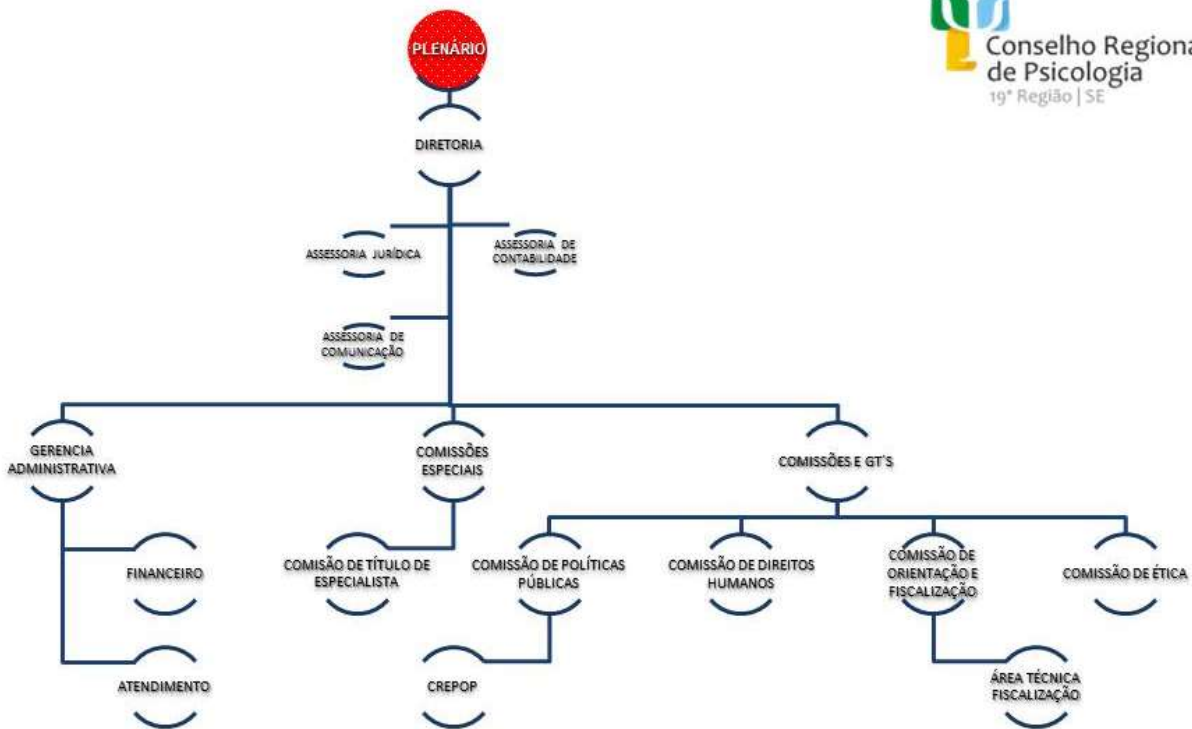 Conselho Regiona
de Psicologia
19ª Região | SE
PLENÁRIO
DIRETORIA
ASSESSORIA JURÍDICA
ASSESSORIA DE
CONTABILIDADE
ASSESSORIA DE
COMUNICAÇÃO
GERENCIA
ADMINISTRATIVA
COMISSÕES
ESPECIAIS
COMISSÕES E GT´S
FINANCEIRO
COMISÃO DE TÍTULO DE
ESPECIALISTA
COMISSÃO DE POLÍTICAS
PÚBLICAS
COMISSÃO DE DIREITOS
HUMANOS
COMISSÃO DE
ORIENTAÇÃO E
FISCALIZAÇÃO
COMISSÃO DE ÉTICA
ATENDIMENTO
CREPOP
ÁREA TÉCNICA
FISCALIZAÇÃO